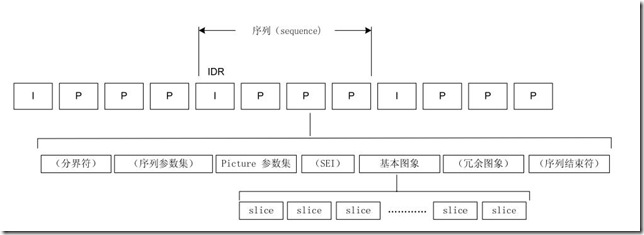 序列（sequence）
IDR
I P P P I P P P I P P P
（分界符） （序列参数集） Picture 参数集 （SEI） 基本图象 （冗余图象） （序列结束符）
slice slice slice ………… slice slice